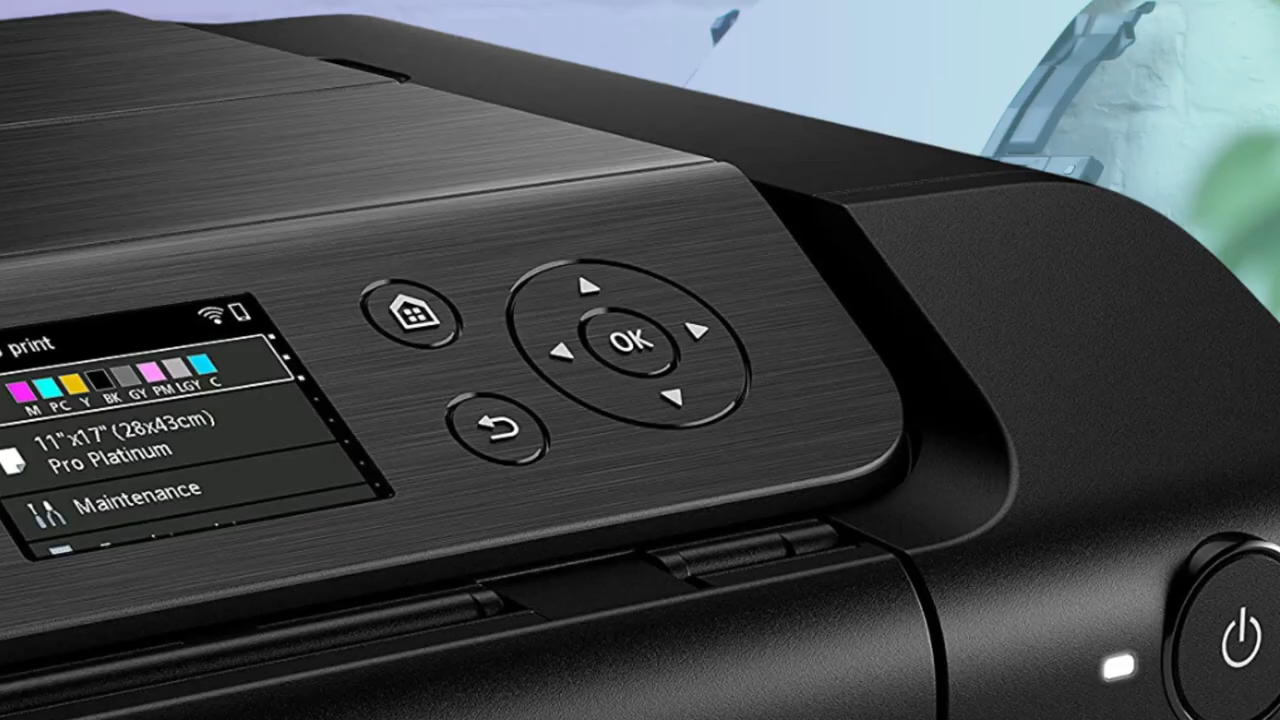 print
M PC Y BK GY PM LGY C
11"x17" (28x43cm)
Pro Platinum
Maintenance
OK